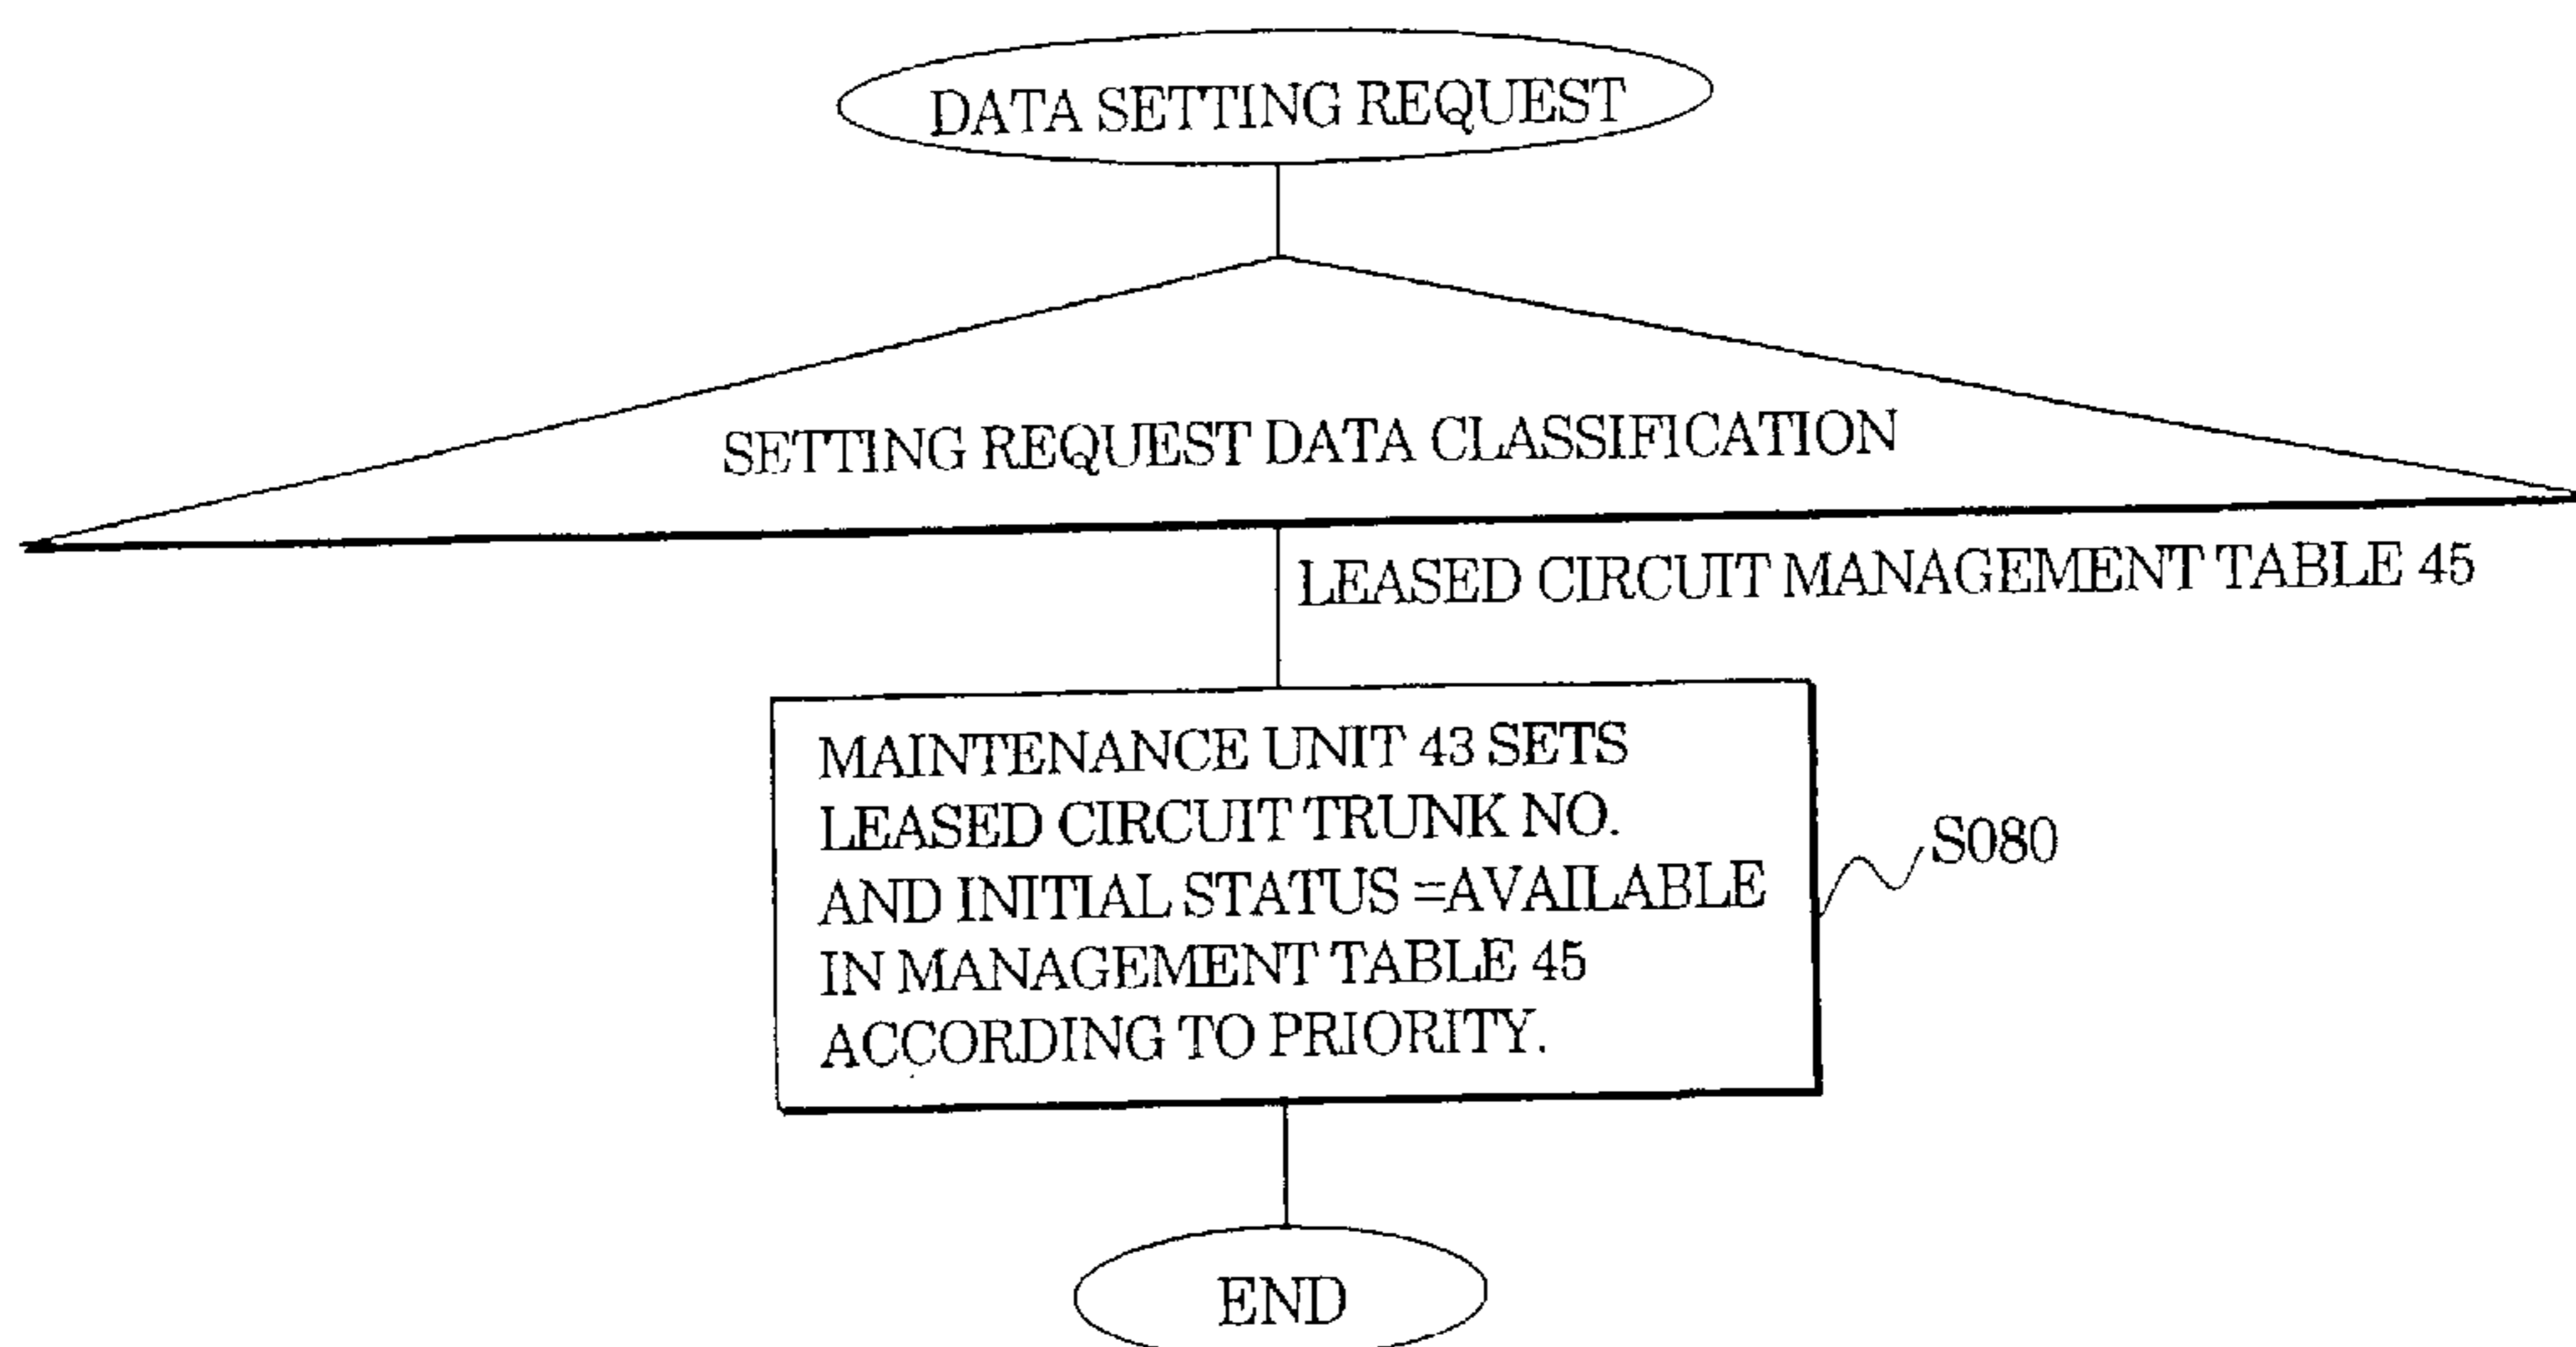 DATA SETTING REQUEST
SETTING REQUEST DATA CLASSIFICATION
LEASED CIRCUIT MANAGEMENT TABLE 45
MAINTENANCE UNIT 43 SETS
LEASED CIRCUIT TRUNK NO.
AND INITIAL STATUS =AVAILABLE
IN MANAGEMENT TABLE 45
ACCORDING TO PRIORITY.
S080
END